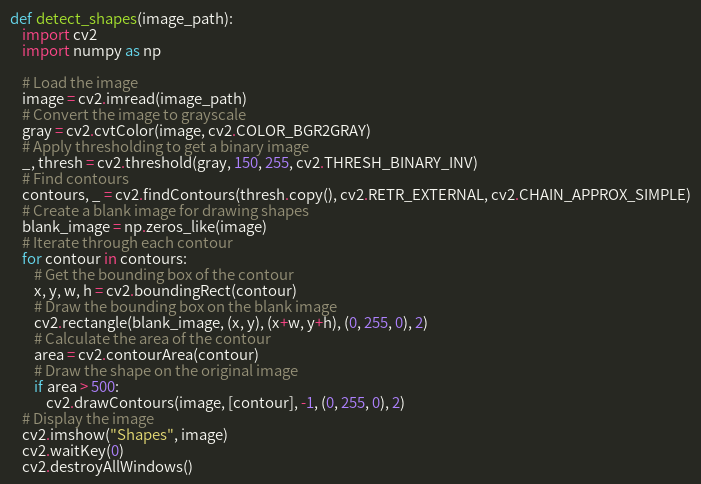 def detect_shapes(image_path):
import cv2
import numpy as np
# Load the image
image = cv2.imread(image_path)
# Convert the image to grayscale
gray = cv2.cvtColor(image, cv2.COLOR_BGR2GRAY)
# Apply thresholding to get a binary image
_, thresh = cv2.threshold(gray, 150, 255, cv2.THRESH_BINARY_INV)
# Find contours
contours, _ = cv2.findContours(thresh.copy(), cv2.RETR_EXTERNAL, cv2.CHAIN_APPROX_SIMPLE)
# Create a blank image for drawing shapes
blank_image = np.zeros_like(image)
# Iterate through each contour
for contour in contours:
# Get the bounding box of the contour
x, y, w, h = cv2.boundingRect(contour)
# Draw the bounding box on the blank image
cv2.rectangle(blank_image, (x, y), (x+w, y+h), (0, 255, 0), 2)
# Calculate the area of the contour
area = cv2.contourArea(contour)
# Draw the shape on the original image
if area > 500:
cv2.drawContours(image, [contour], -1, (0, 255, 0), 2)
# Display the image
cv2.imshow("Shapes", image)
cv2.waitKey(0)
cv2.destroyAllWindows()